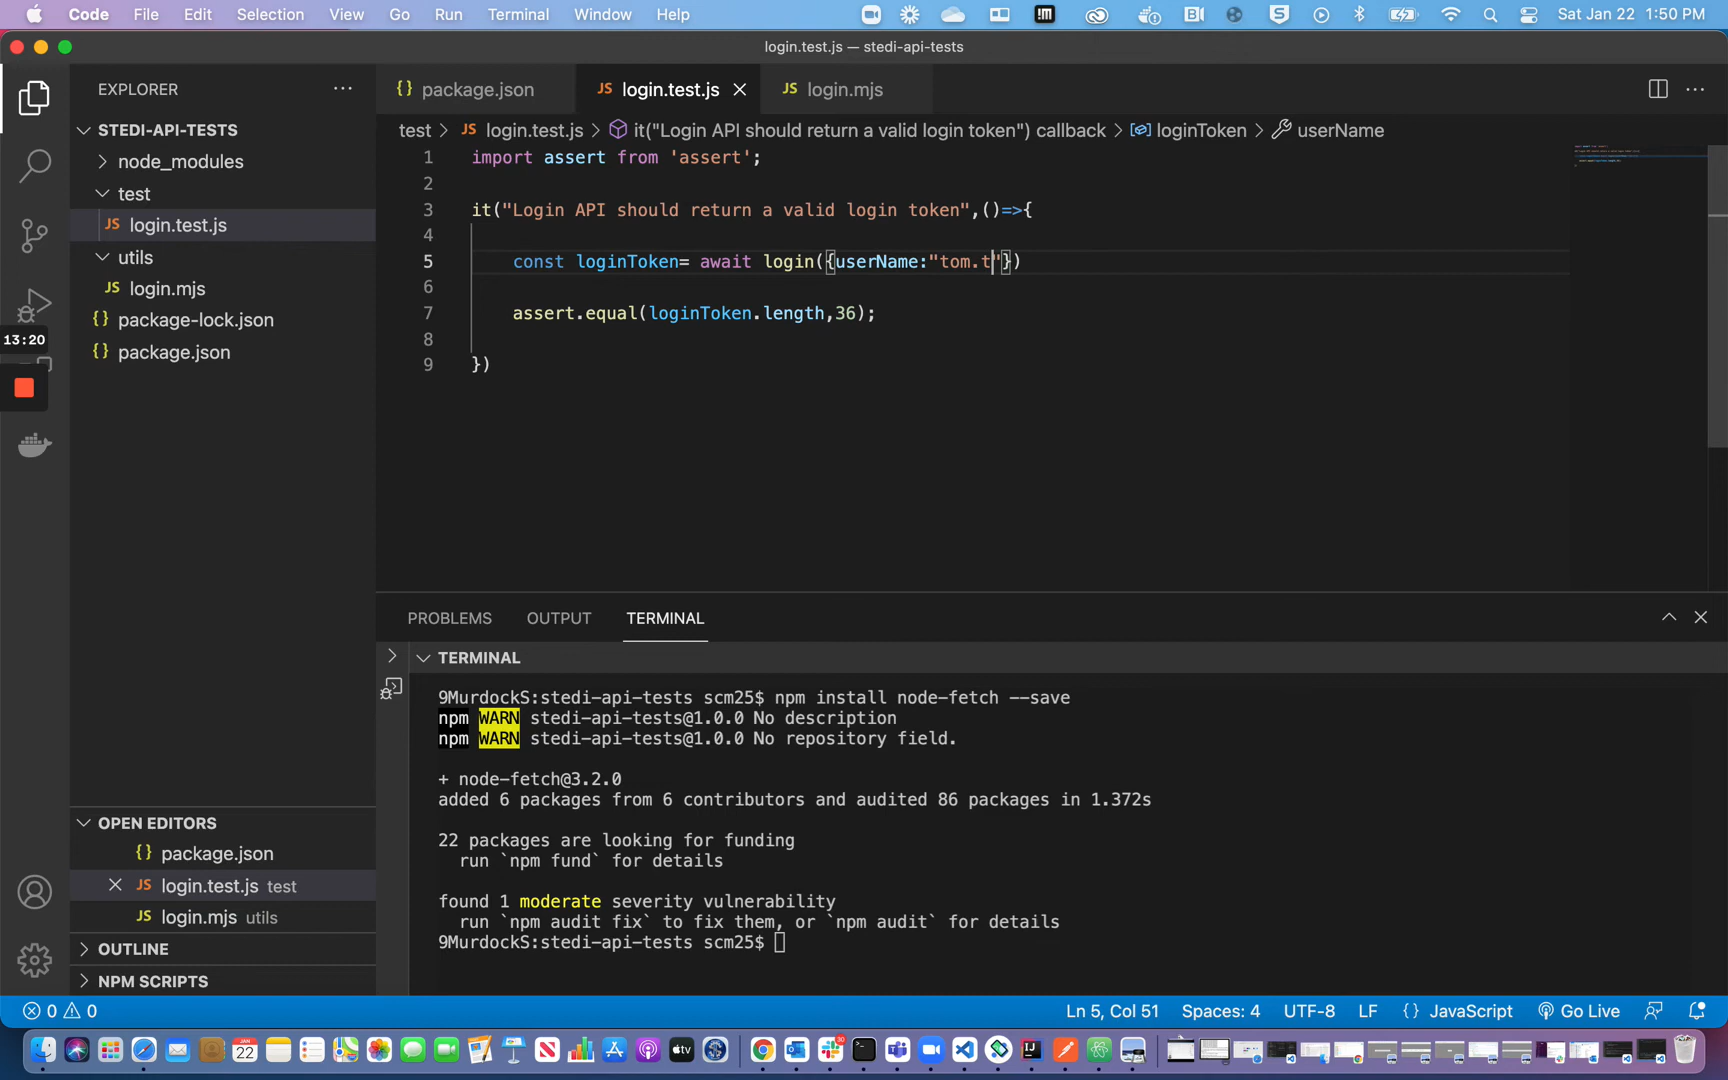 Code File Edit Selection View Go Run Terminal Window Help Sat Jan 22 1:50 PM
login.test.js — stedi-api-tests
EXPLORER
package.json
login.test.js
login.mjs
STEDI-API-TESTS
node_modules
test
login.test.js
utils
login.mjs
package-lock.json
package.json
13:20
test > JS login.test.js > it("Login API should return a valid login token") callback > loginToken > userName
1 import assert from 'assert';
2
3 it("Login API should return a valid login token",()=>{
4
5 const loginToken= await login({userName:"tom.t"})
6
7 assert.equal(loginToken.length,36);
8
9 })
PROBLEMS OUTPUT TERMINAL
TERMINAL
9MurdockS:stedi-api-tests scm25$ npm install node-fetch --save
npm WARN stedi-api-tests@1.0.0 No description
npm WARN stedi-api-tests@1.0.0 No repository field.
+ node-fetch@3.2.0
added 6 packages from 6 contributors and audited 86 packages in 1.372s
22 packages are looking for funding
run `npm fund` for details
found 1 moderate severity vulnerability
run `npm audit fix` to fix them, or `npm audit` for details
9MurdockS:stedi-api-tests scm25$
OPEN EDITORS
package.json
login.test.js test
login.mjs utils
OUTLINE
NPM SCRIPTS
0 0 Ln 5, Col 51 Spaces: 4 UTF-8 LF {} JavaScript Go Live